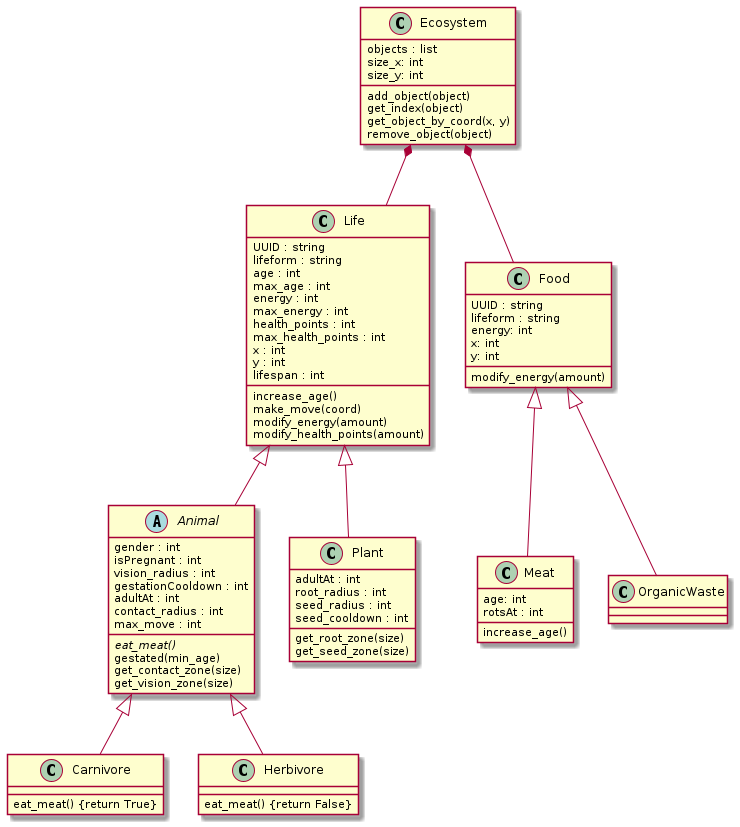 C Ecosystem
objects : list
size_x: int
size_y: int
add_object(object)
get_index(object)
get_object_by_coord(x, y)
remove_object(object)
C Life
UUID : string
lifeform : string
age : int
max_age : int
energy : int
max_energy : int
health_points : int
max_health_points : int
x : int
y : int
lifespan : int
increase_age()
make_move(coord)
modify_energy(amount)
modify_health_points(amount)
C Food
UUID : string
lifeform : string
energy: int
x: int
y: int
modify_energy(amount)
A Animal
gender : int
isPregnant : int
vision_radius : int
gestationCooldown : int
adultAt : int
contact_radius : int
max_move : int
eat_meat()
gestated(min_age)
get_contact_zone(size)
get_vision_zone(size)
C Plant
adultAt : int
root_radius : int
seed_radius : int
seed_cooldown : int
get_root_zone(size)
get_seed_zone(size)
C Meat
age: int
rotsAt : int
increase_age()
C OrganicWaste
C Carnivore
eat_meat() {return True}
C Herbivore
eat_meat() {return False}